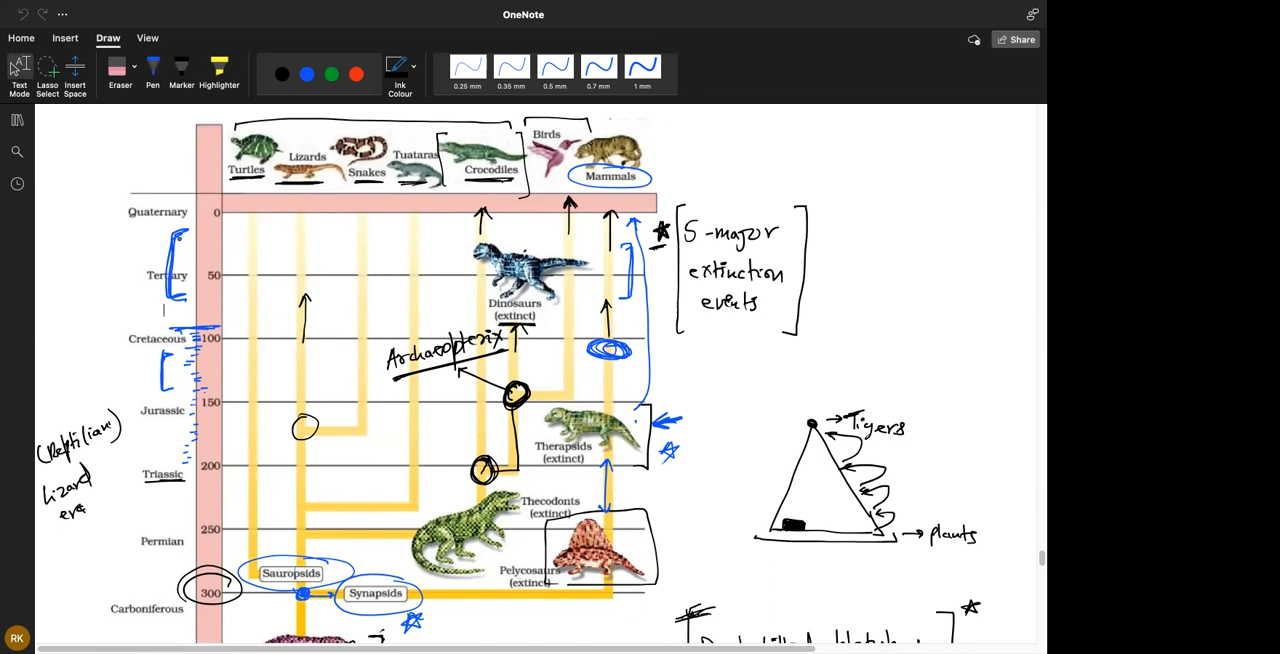 OneNote
Home Insert Draw View
Share
Text Mode
Lasso Select
Insert Space
Eraser
Pen
Marker
Highlighter
Ink Colour
0.25 mm
0.35 mm
0.5 mm
0.7 mm
1 mm
Birds
Lizards
Tuataras
Turtles
Snakes
Crocodiles
Mammals
Quaternary 0
5-major
extinction
events
Tertiary 50
Dinosaurs
(extinct)
Cretaceous 100
Archaeopterix
Jurassic 150
(Reptilian)
Lizard
era
Therapsids
(extinct)
→ Tigers
200
Triassic
Thecodonts
(extinct)
250
Permian
→ plants
Pelycosaurs
(extinct)
Sauropsids
300
Synapsids
Carboniferous
RK